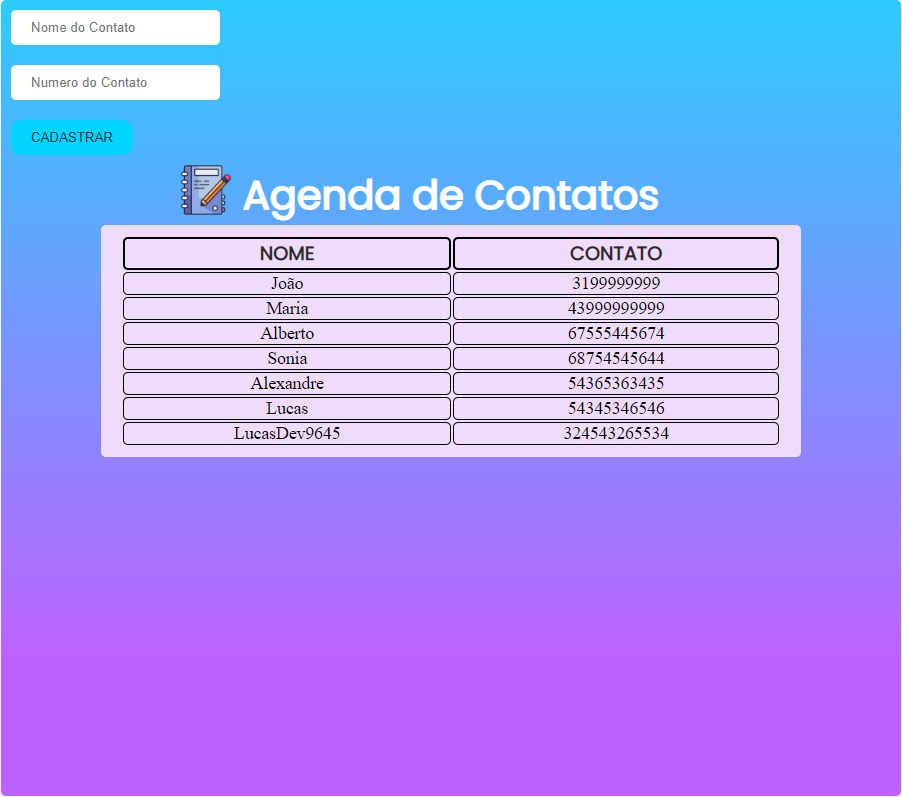 Nome do Contato
Numero do Contato
CADASTRAR
Agenda de Contatos
NOME CONTATO
João 3199999999
Maria 43999999999
Alberto 67555445674
Sonia 68754545644
Alexandre 54365363435
Lucas 54345346546
LucasDev9645 324543265534